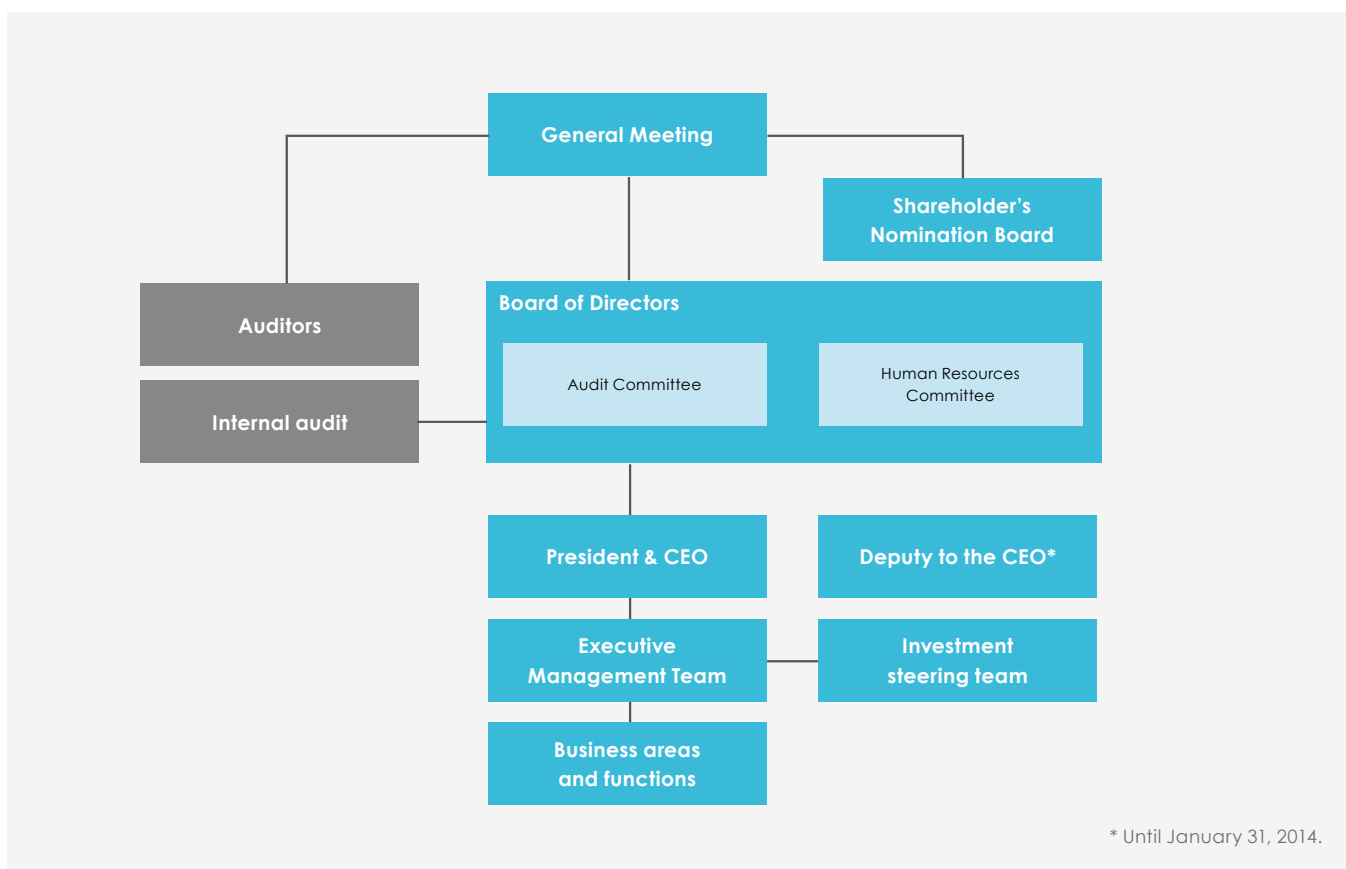 General Meeting
Shareholder's
Nomination Board
Auditors
Board of Directors
Audit Committee
Human Resources
Committee
Internal audit
President & CEO
Deputy to the CEO*
Executive
Management Team
Investment
steering team
Business areas
and functions
* Until January 31, 2014.